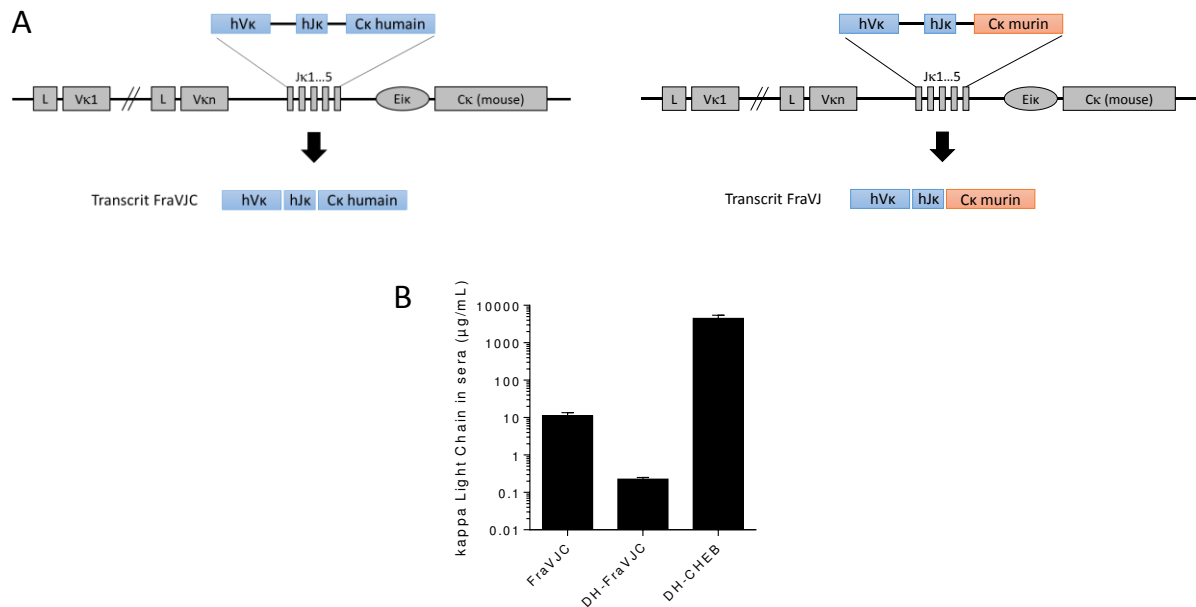 A
hVκ hJκ Cκ humain
Jκ1...5
L Vκ1 L Vκn Eiκ Cκ (mouse)
Transcrit FraVJC hVκ hJκ Cκ humain
hVκ hJκ Cκ murin
Jκ1...5
L Vκ1 L Vκn Eiκ Cκ (mouse)
Transcrit FraVJ hVκ hJκ Cκ murin
B
kappa Light Chain in sera (µg/mL)
10000
1000
100
10
1
0.1
0.01
FraVJC
DH-FraVJC
DH-CHEB